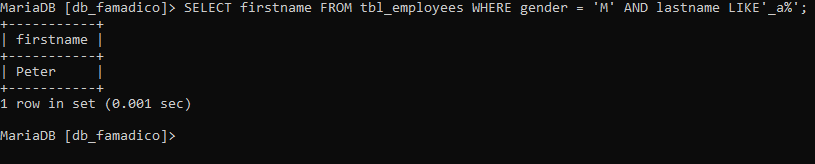 MariaDB [db_famadico]> SELECT firstname FROM tbl_employees WHERE gender = 'M' AND lastname LIKE'_a%';
+-----------+
| firstname |
+-----------+
| Peter     |
+-----------+
1 row in set (0.001 sec)
MariaDB [db_famadico]>